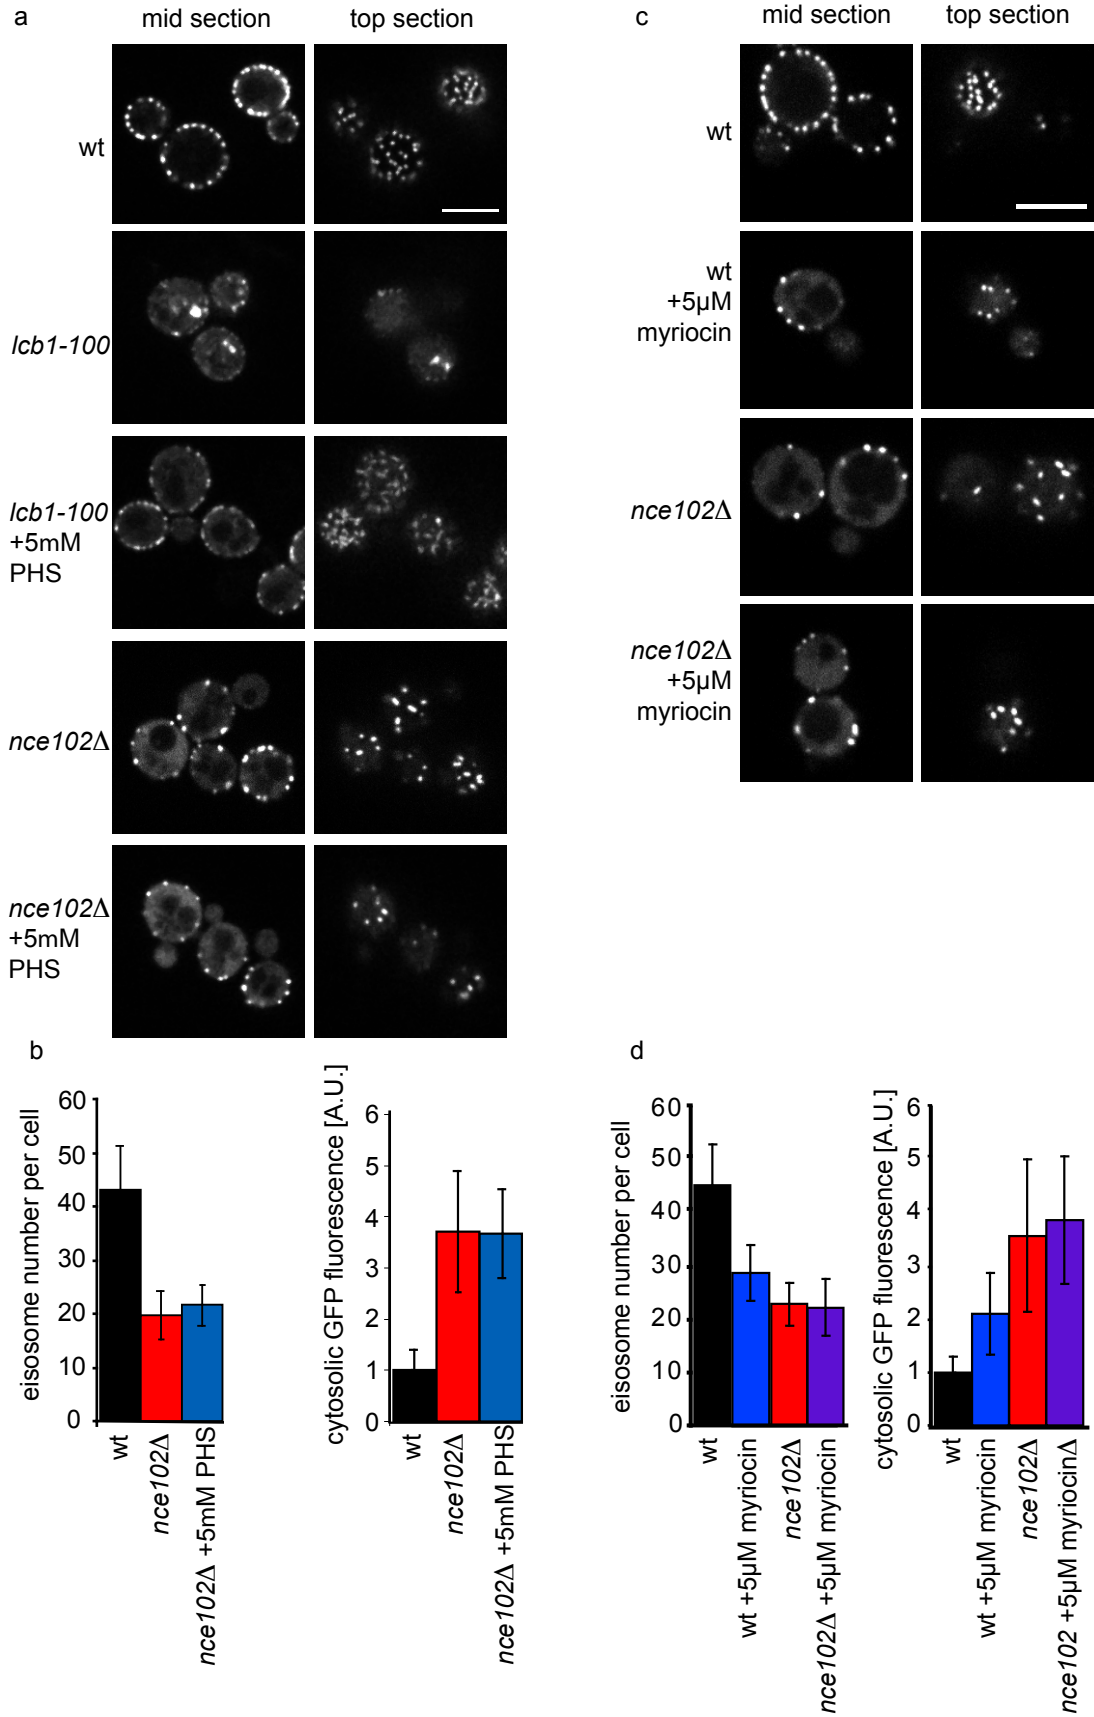 a
mid section
top section
wt
lcb1-100
lcb1-100
+5mM
PHS
nce102Δ
nce102Δ
+5mM
PHS
b
eisosome number per cell
60
50
40
30
20
10
0
wt
nce102Δ
nce102Δ +5mM PHS
cytosolic GFP fluorescence [A.U.]
6
5
4
3
2
1
0
wt
nce102Δ
nce102Δ +5mM PHS
c
mid section
top section
wt
wt
+5µM
myriocin
nce102Δ
nce102Δ
+5µM
myriocin
d
eisosome number per cell
60
50
40
30
20
10
0
wt
wt +5µM myriocin
nce102Δ
nce102Δ +5µM myriocin
cytosolic GFP fluorescence [A.U.]
6
5
4
3
2
1
0
wt
wt +5µM myriocin
nce102Δ
nce102 +5µM myriocinΔ